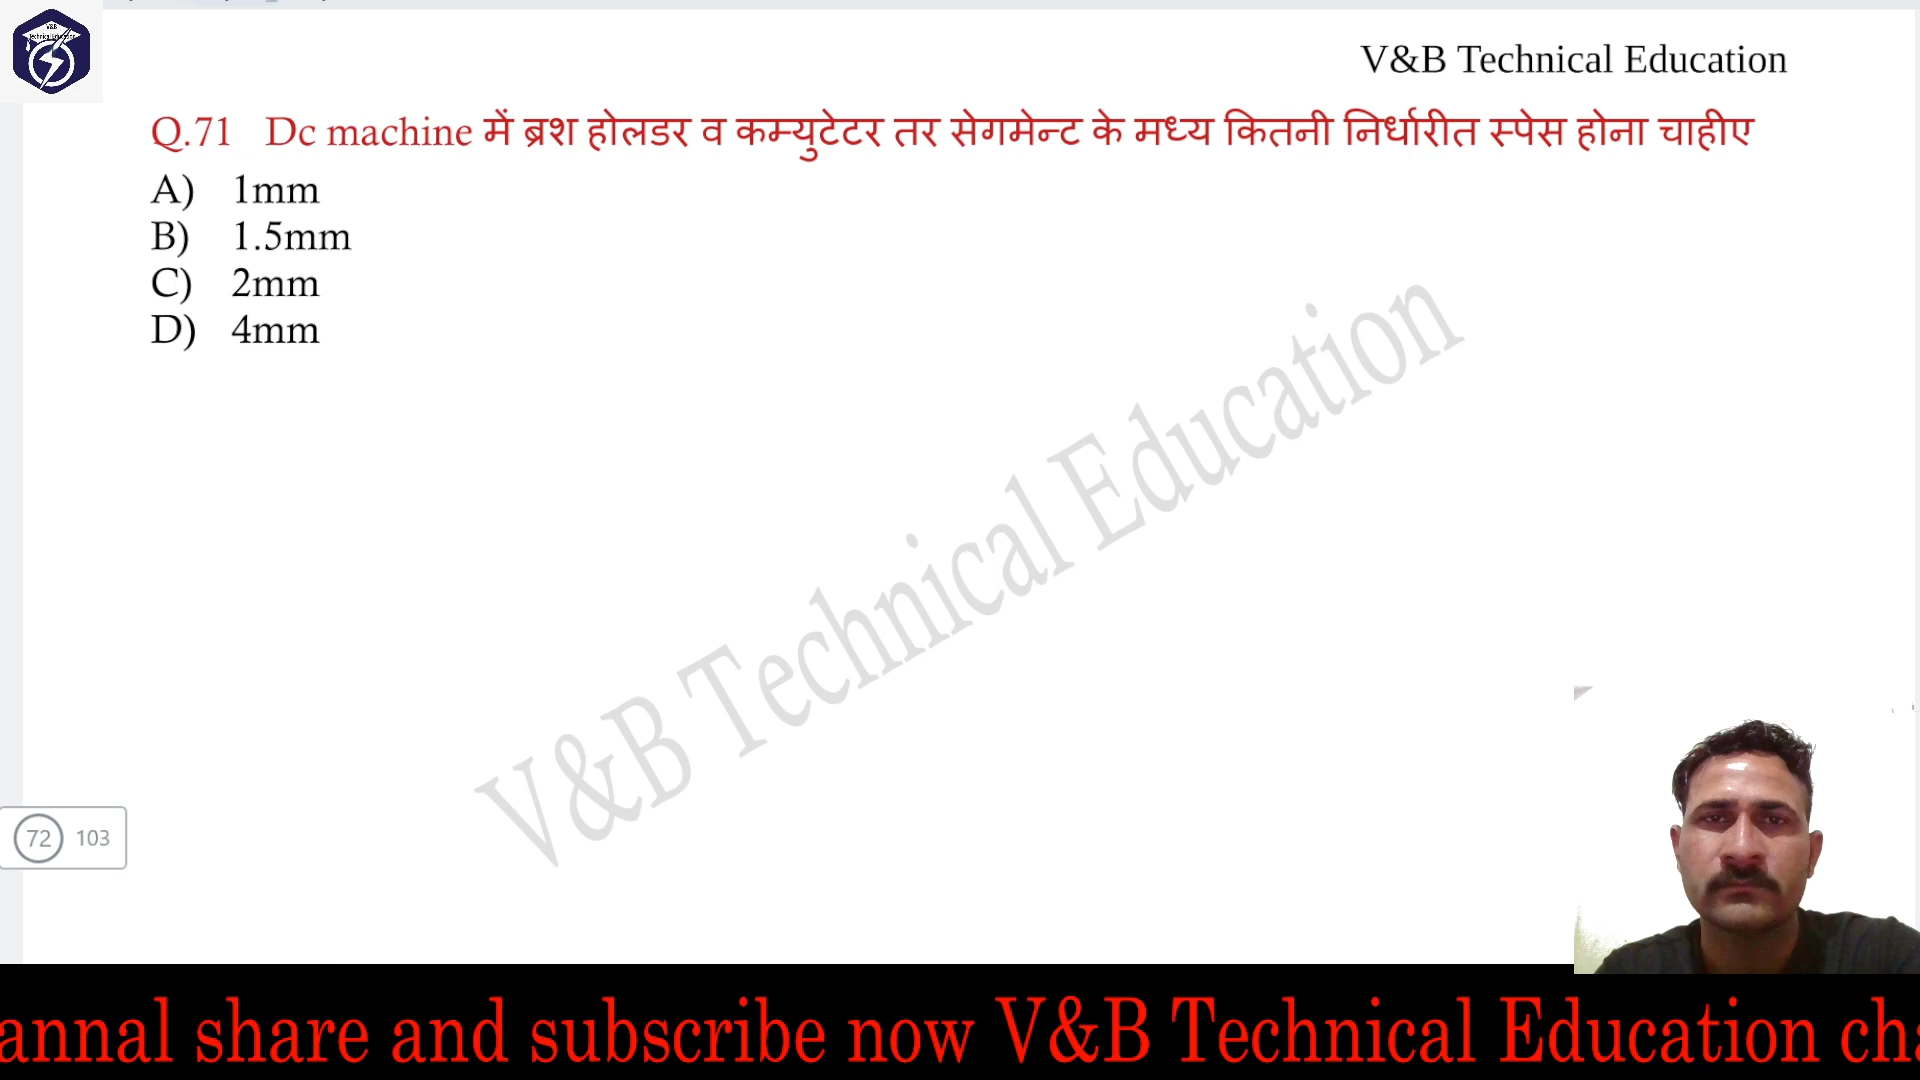 V&B Technical Education
Q.71 Dc machine में ब्रश होलडर व कम्युटेटर तर सेगमेन्ट के मध्य कितनी निर्धारीत स्पेस होना चाहीए
A) 1mm
B) 1.5mm
C) 2mm
D) 4mm
V&B Technical Education
72 103
annal share and subscribe now V&B Technical Education cha